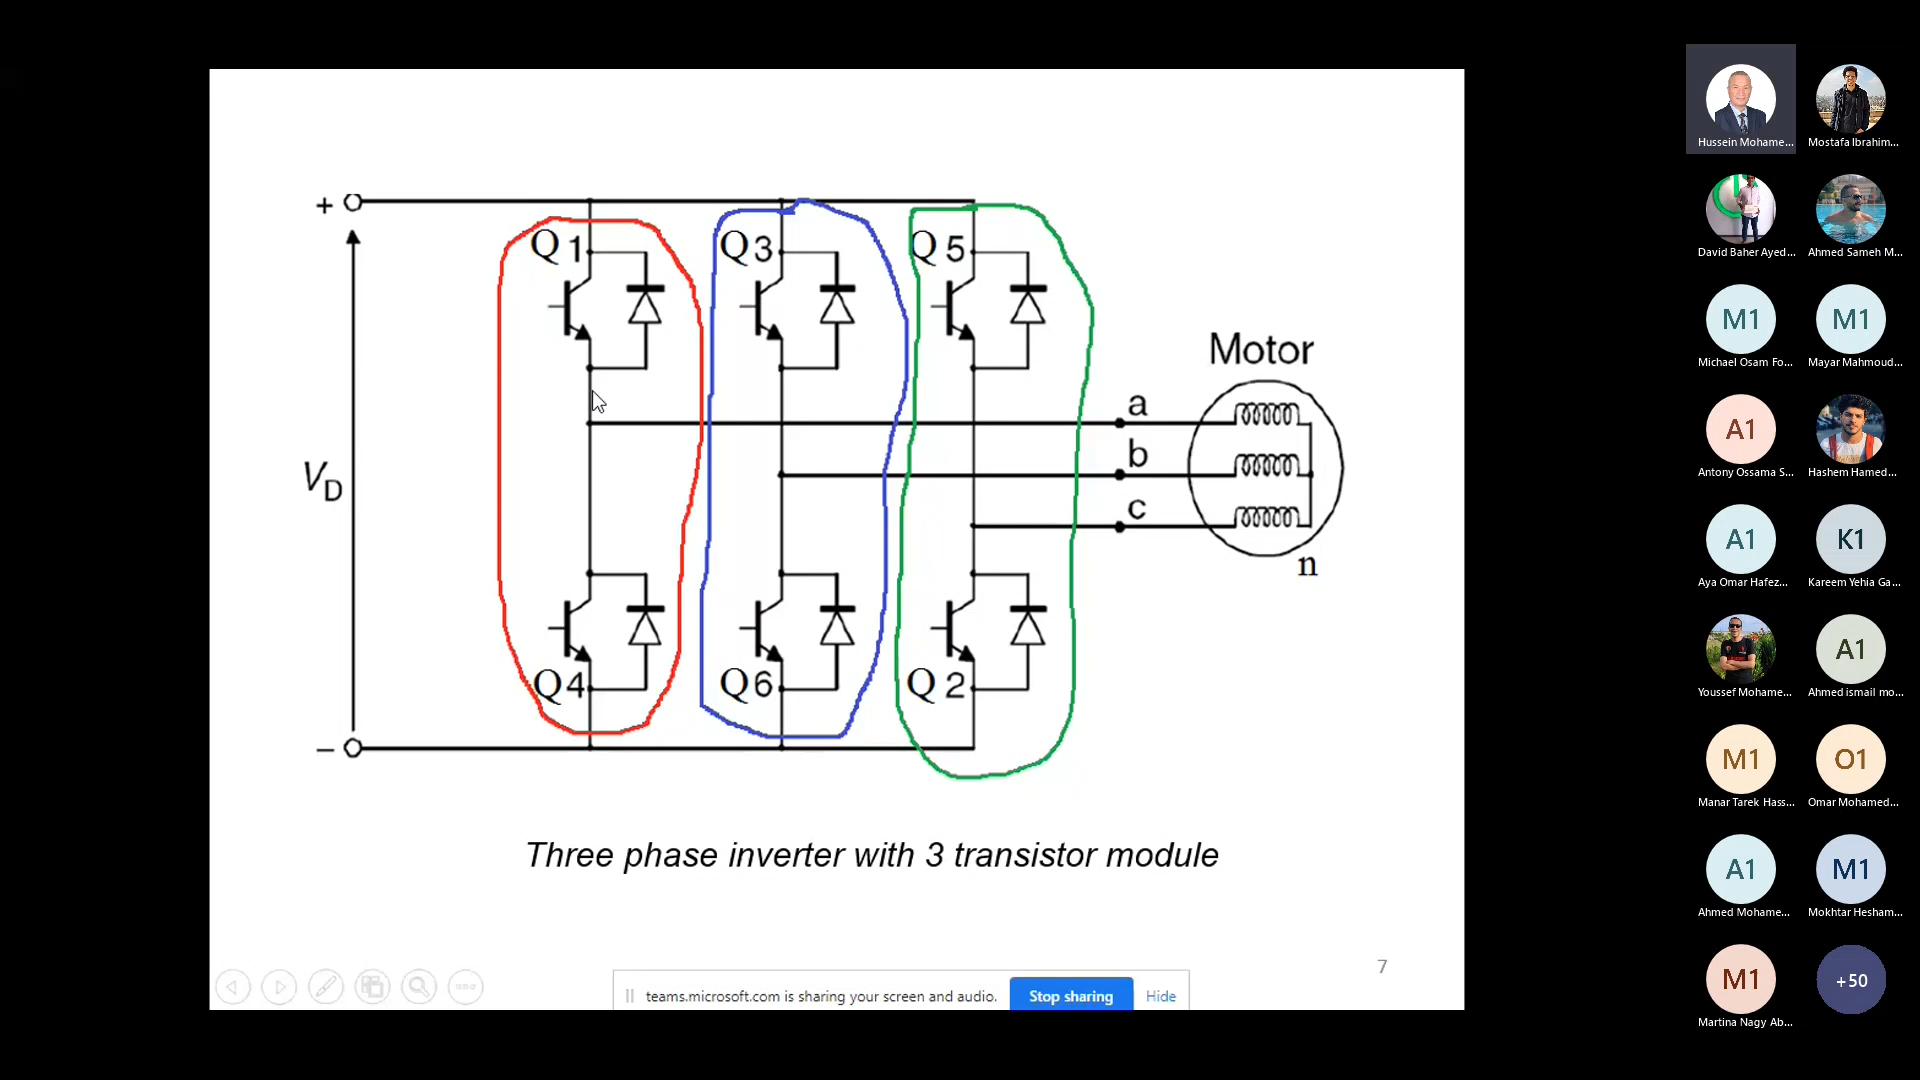 +
Q1
Q3
Q5
Motor
a
b
c
VD
n
Q4
Q6
Q2
–
Three phase inverter with 3 transistor module
7
teams.microsoft.com is sharing your screen and audio.
Stop sharing
Hide
Hussein Mohame...
Mostafa Ibrahim...
David Baher Ayed...
Ahmed Sameh M...
M1
M1
Michael Osam Fo...
Mayar Mahmoud...
A1
Antony Ossama S...
Hashem Hamed...
A1
K1
Aya Omar Hafez...
Kareem Yehia Ga...
A1
Youssef Mohame...
Ahmed ismail mo...
M1
O1
Manar Tarek Hass...
Omar Mohamed...
A1
M1
Ahmed Mohame...
Mokhtar Hesham...
M1
+50
Martina Nagy Ab...